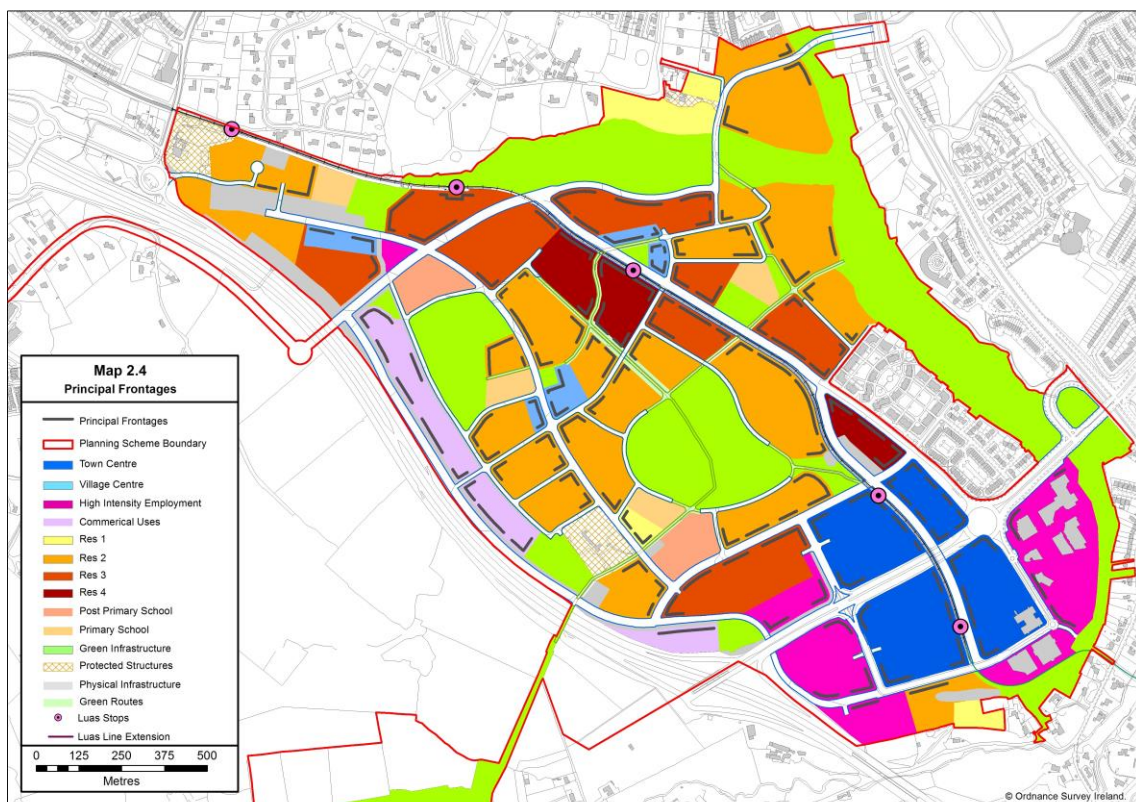 Map 2.4
Principal Frontages
Principal Frontages
Planning Scheme Boundary
Town Centre
Village Centre
High Intensity Employment
Commerical Uses
Res 1
Res 2
Res 3
Res 4
Post Primary School
Primary School
Green Infrastructure
Protected Structures
Physical Infrastructure
Green Routes
Luas Stops
Luas Line Extension
0 125 250 375 500
Metres
© Ordnance Survey Ireland.